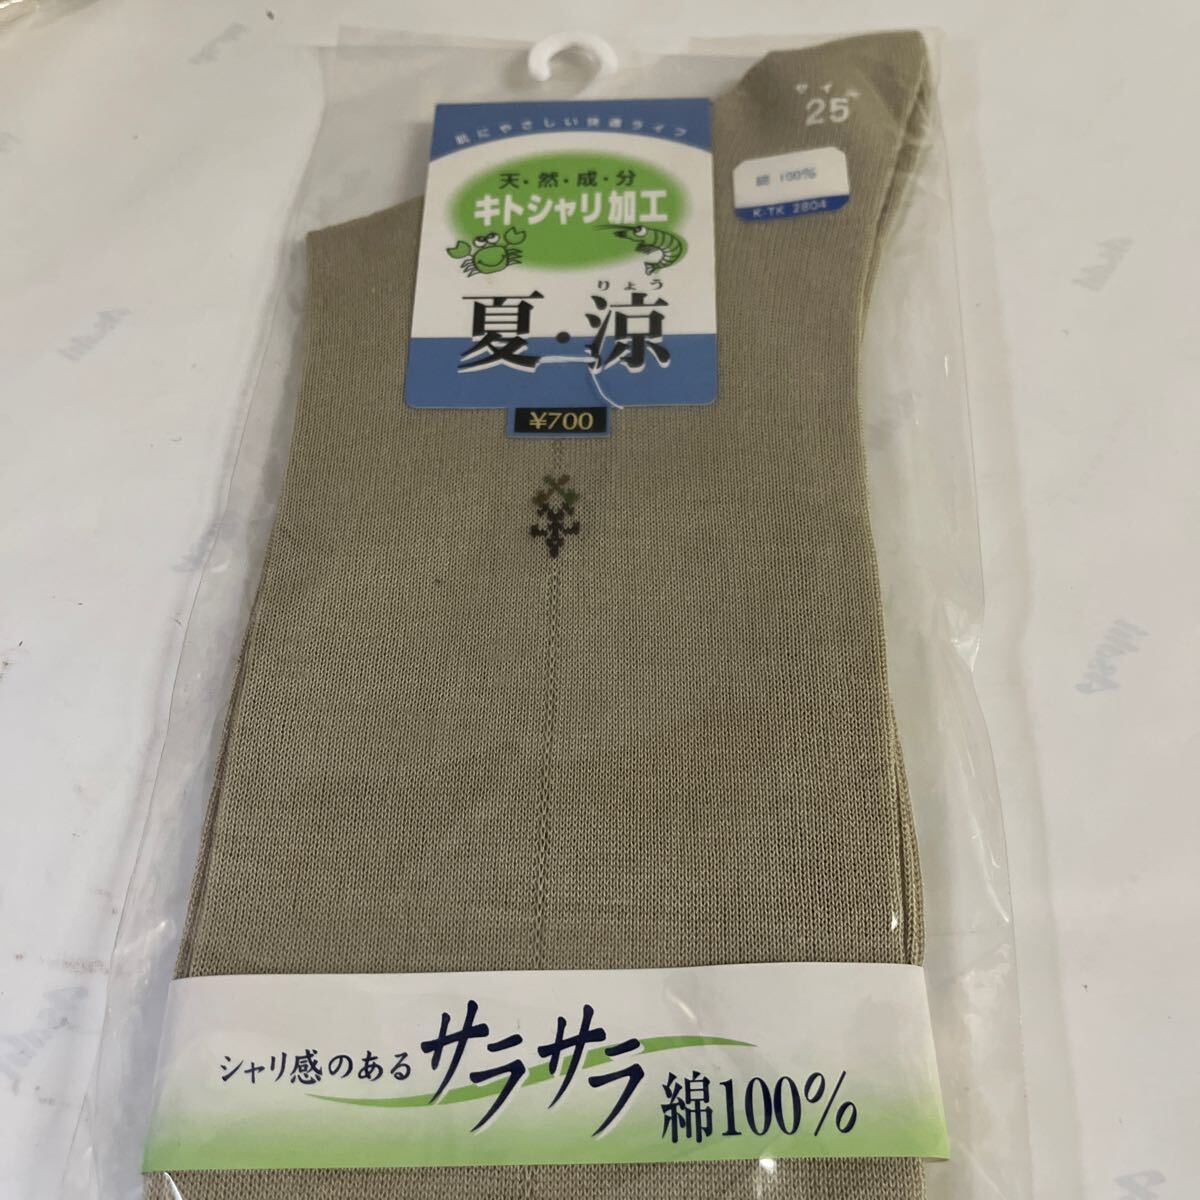 肌にやさしい快適ライフ
天・然・成・分
キトシャリ加工
りょう
夏・涼
¥700
サイズ
25
綿 100%
K-TK 2804
シャリ感のある サラサラ 綿100%